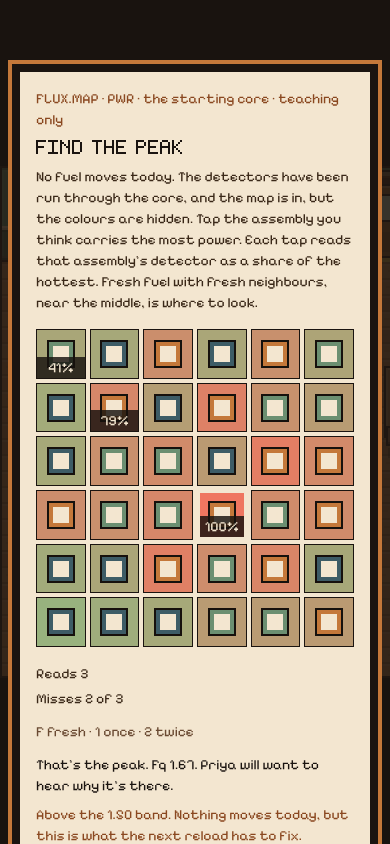 FLUX.MAP · PWR · the starting core · teaching
only
FIND THE PEAK
No fuel moves today. The detectors have been
run through the core, and the map is in, but
the colours are hidden. Tap the assembly you
think carries the most power. Each tap reads
that assembly's detector as a share of the
hottest. Fresh fuel with fresh neighbours,
near the middle, is where to look.
41%
79%
100%
Reads 3
Misses 2 of 3
F fresh · 1 once · 2 twice
That's the peak. Fq 1.67. Priya will want to
hear why it's there.
Above the 1.50 band. Nothing moves today, but
this is what the next reload has to fix.